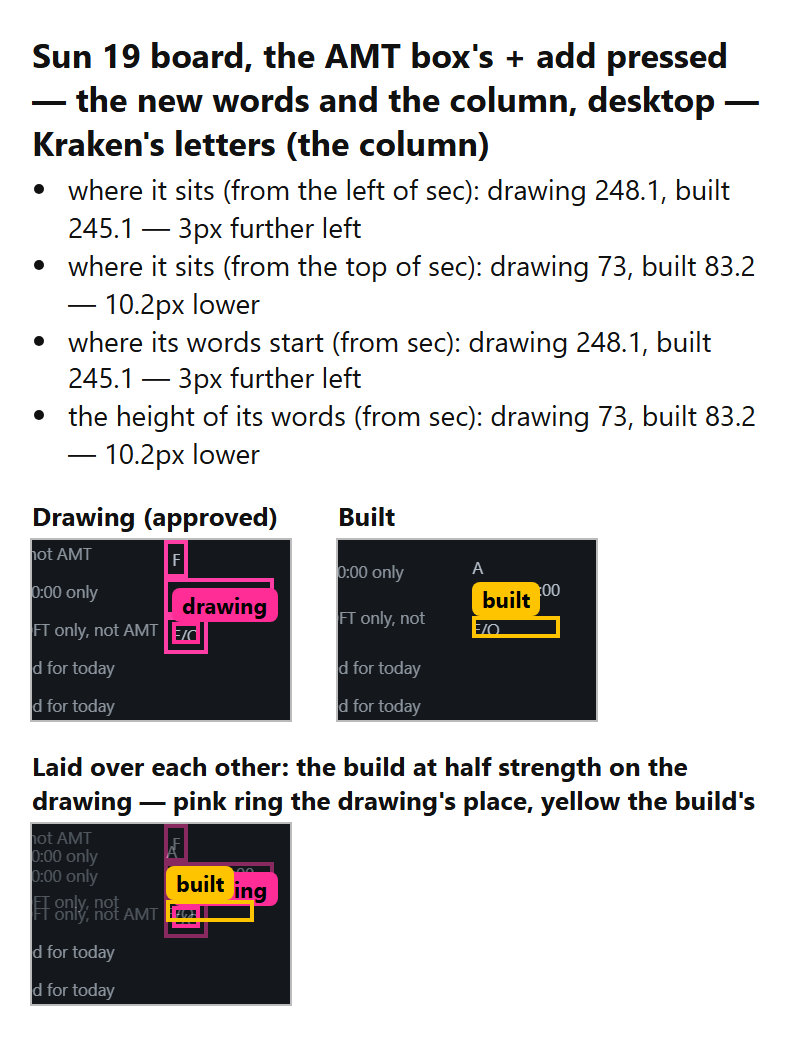 Sun 19 board, the AMT box's + add pressed
— the new words and the column, desktop —
Kraken's letters (the column)
• where it sits (from the left of sec): drawing 248.1, built
245.1 — 3px further left
• where it sits (from the top of sec): drawing 73, built 83.2
— 10.2px lower
• where its words start (from sec): drawing 248.1, built
245.1 — 3px further left
• the height of its words (from sec): drawing 73, built 83.2
— 10.2px lower
Drawing (approved)
not AMT
F
0:00 only
drawing
FT only, not AMT
d for today
d for today
Built
A
0:00 only
:00
built
FT only, not
d for today
d for today
Laid over each other: the build at half strength on the
drawing — pink ring the drawing's place, yellow the build's
not AMT
F
A
0:00 only
0:00 only
built
ing
FT only, not
FT only, not AMT
d for today
d for today